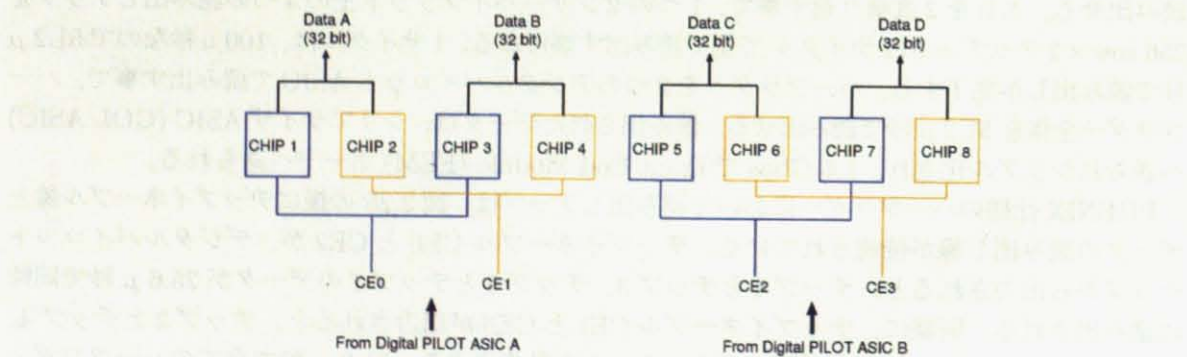 Data A Data B Data C Data D
(32 bit) (32 bit) (32 bit) (32 bit)
CHIP 1 CHIP 2 CHIP 3 CHIP 4 CHIP 5 CHIP 6 CHIP 7 CHIP 8
CE0 CE1 CE2 CE3
From Digital PILOT ASIC A From Digital PILOT ASIC B